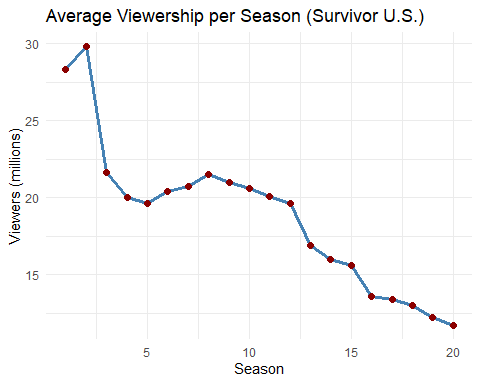 Average Viewership per Season (Survivor U.S.)
Viewers (millions)
30
25
20
15
5 10 15 20
Season